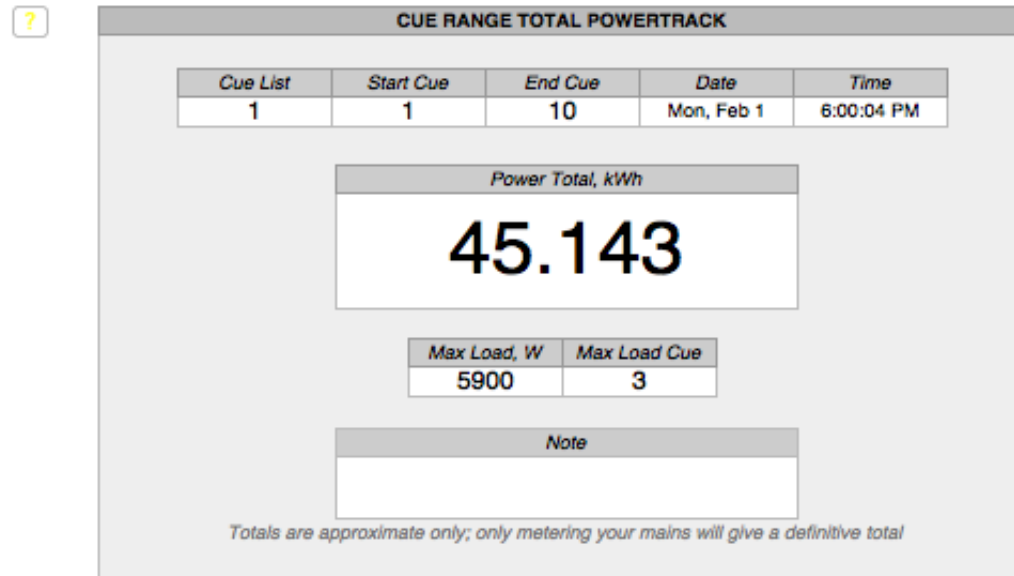 ?
CUE RANGE TOTAL POWERTRACK
Cue List Start Cue End Cue Date Time
1 1 10 Mon, Feb 1 6:00:04 PM
Power Total, kWh
45.143
Max Load, W Max Load Cue
5900 3
Note
Totals are approximate only; only metering your mains will give a definitive total